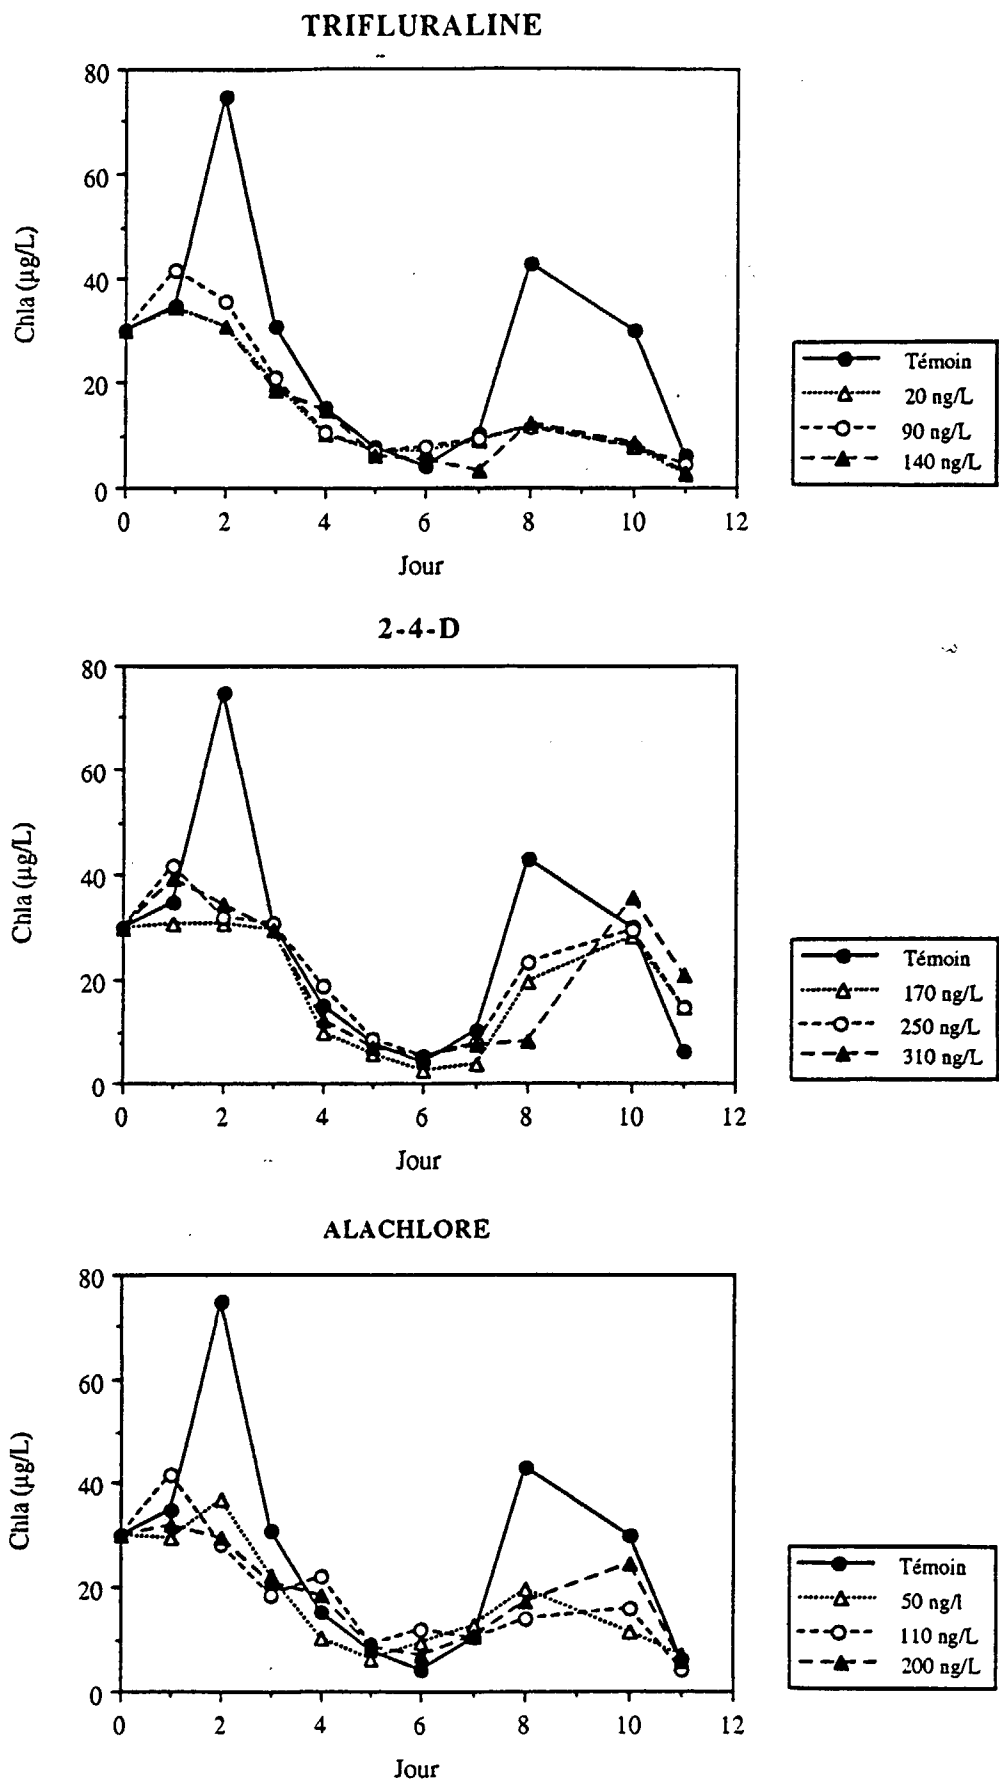 TRIFLURALINE
80
60
40
20
0
Chla (µg/L)
0 2 4 6 8 10 12
Jour
Témoin
20 ng/L
90 ng/L
140 ng/L
2-4-D
80
60
40
20
0
Chla (µg/L)
0 2 4 6 8 10 12
Jour
Témoin
170 ng/L
250 ng/L
310 ng/L
ALACHLORE
80
60
40
20
0
Chla (µg/L)
0 2 4 6 8 10 12
Jour
Témoin
50 ng/l
110 ng/L
200 ng/L